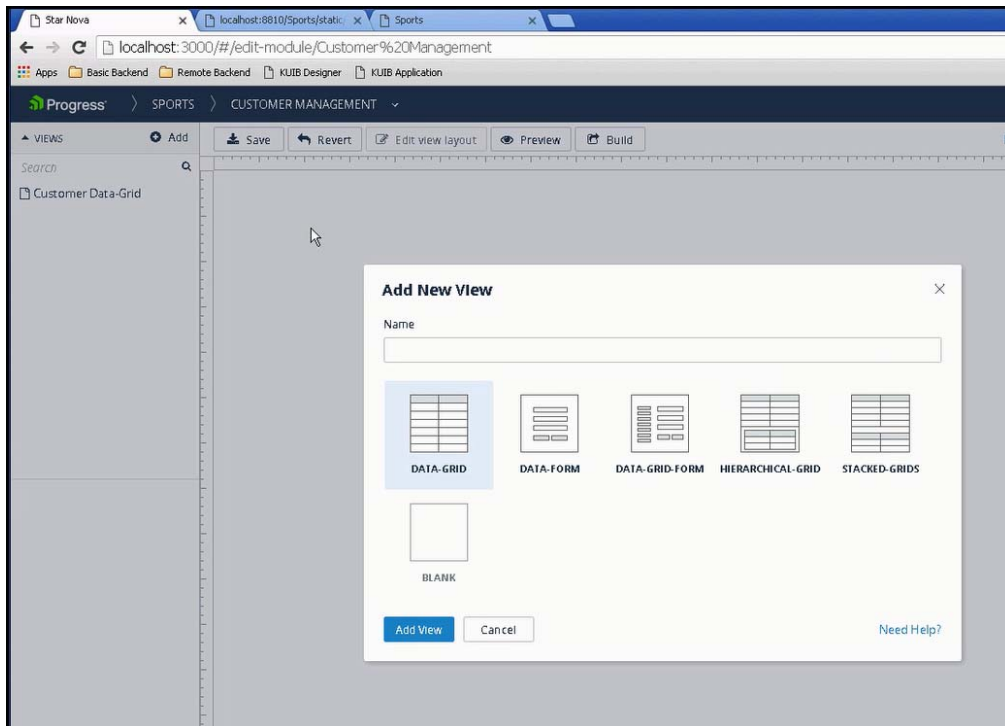 Star Nova
localhost:8810/Sports/static
Sports
localhost:3000/#/edit-module/Customer%20Management
Apps Basic Backend Remote Backend KUIB Designer KUIB Application
Progress SPORTS CUSTOMER MANAGEMENT
VIEWS Add Save Revert Edit view layout Preview Build
Search
Customer Data-Grid
Add New View
Name
DATA-GRID DATA-FORM DATA-GRID-FORM HIERARCHICAL-GRID STACKED-GRIDS
BLANK
Add View Cancel Need Help?